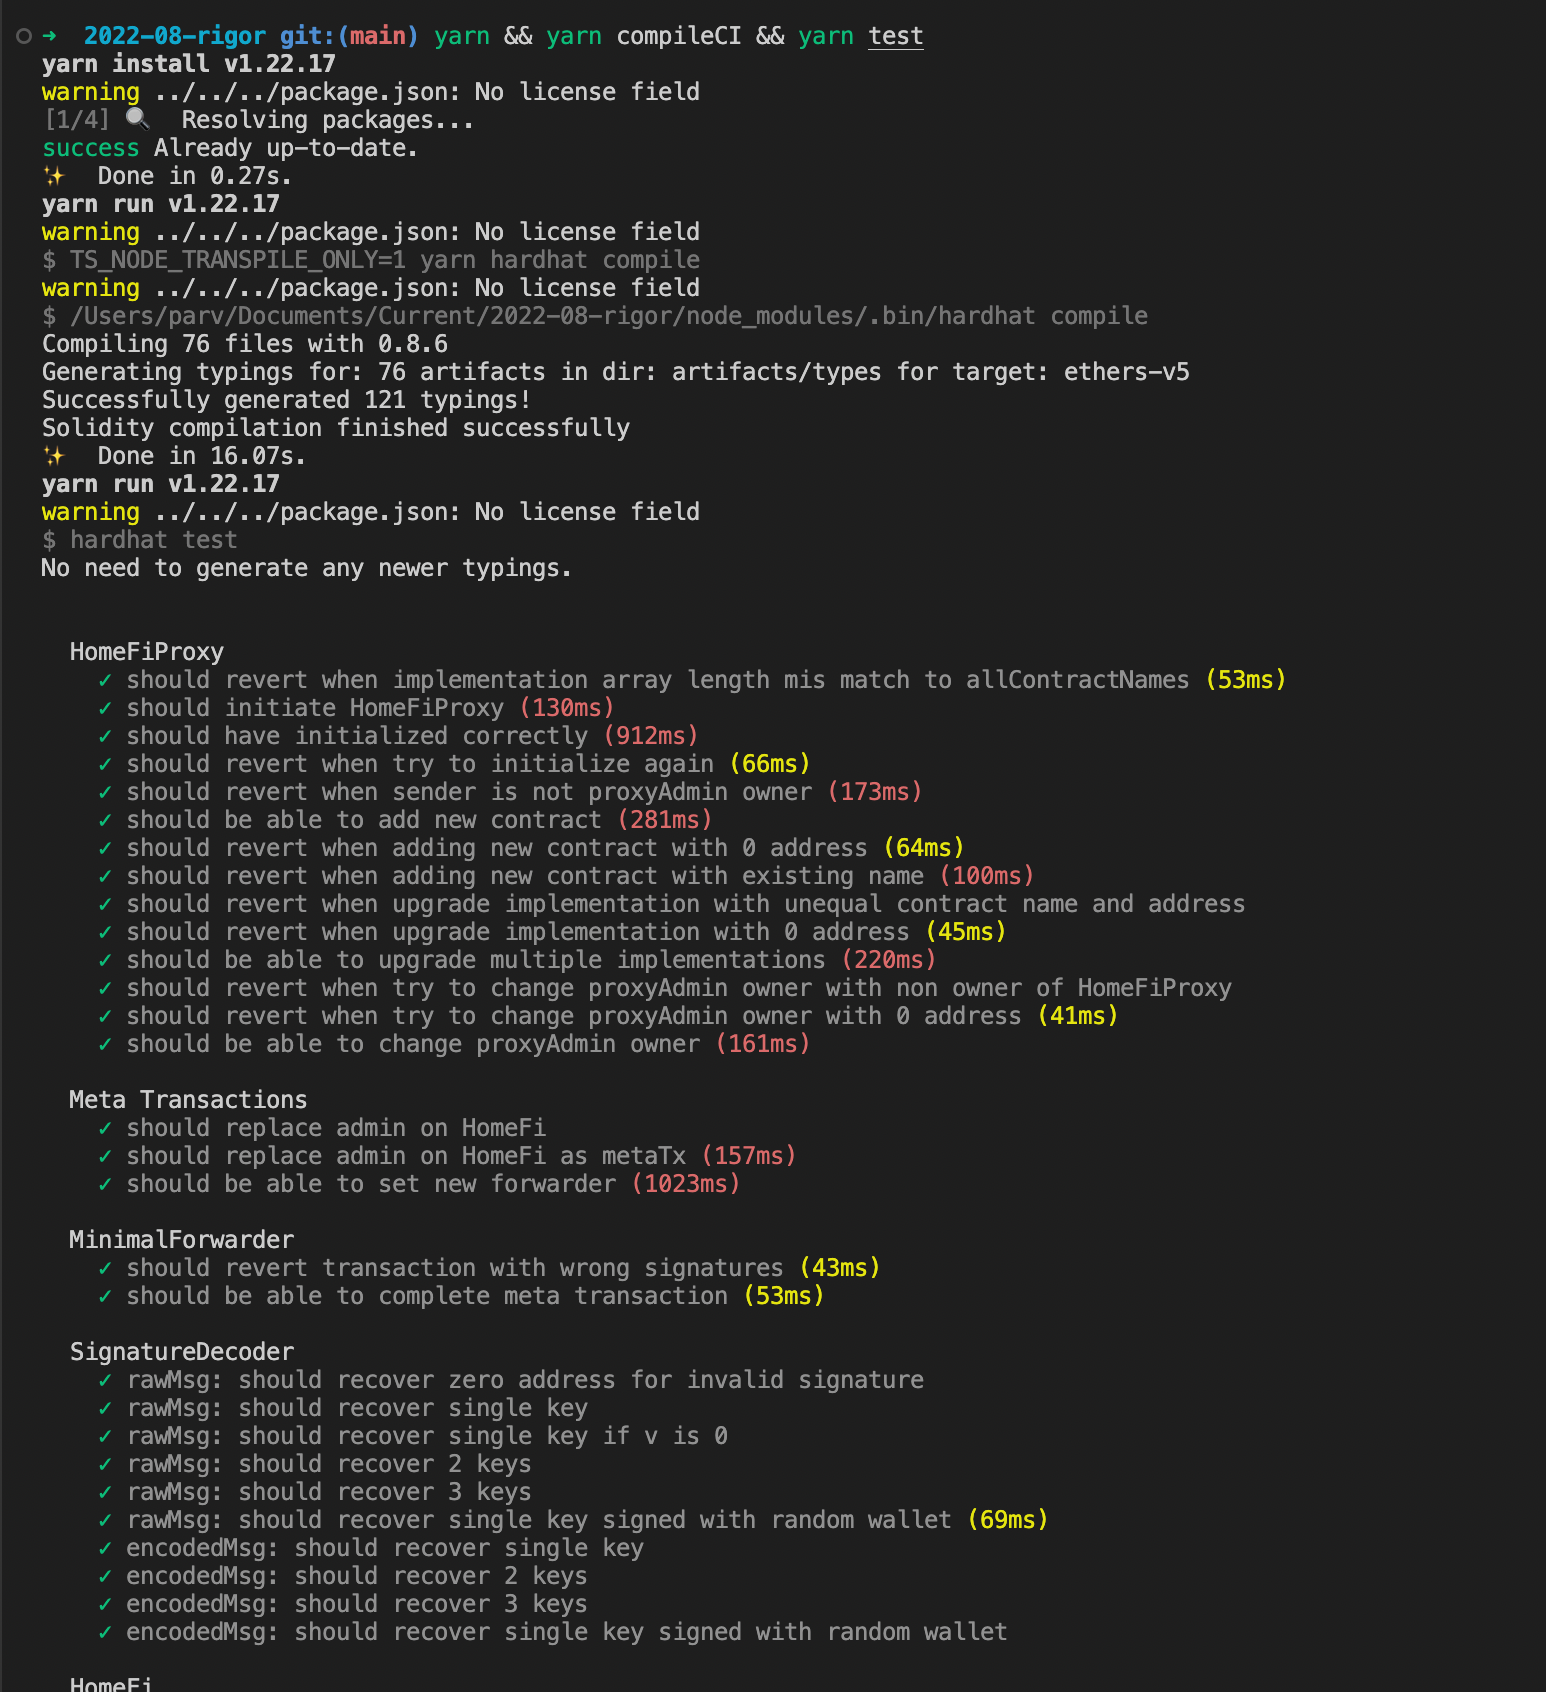 ➜ 2022-08-rigor git:(main) yarn && yarn compileCI && yarn test
yarn install v1.22.17
warning ../../../package.json: No license field
[1/4] 🔍 Resolving packages...
success Already up-to-date.
✨ Done in 0.27s.
yarn run v1.22.17
warning ../../../package.json: No license field
$ TS_NODE_TRANSPILE_ONLY=1 yarn hardhat compile
warning ../../../package.json: No license field
$ /Users/parv/Documents/Current/2022-08-rigor/node_modules/.bin/hardhat compile
Compiling 76 files with 0.8.6
Generating typings for: 76 artifacts in dir: artifacts/types for target: ethers-v5
Successfully generated 121 typings!
Solidity compilation finished successfully
✨ Done in 16.07s.
yarn run v1.22.17
warning ../../../package.json: No license field
$ hardhat test
No need to generate any newer typings.
HomeFiProxy
✓ should revert when implementation array length mis match to allContractNames (53ms)
✓ should initiate HomeFiProxy (130ms)
✓ should have initialized correctly (912ms)
✓ should revert when try to initialize again (66ms)
✓ should revert when sender is not proxyAdmin owner (173ms)
✓ should be able to add new contract (281ms)
✓ should revert when adding new contract with 0 address (64ms)
✓ should revert when adding new contract with existing name (100ms)
✓ should revert when upgrade implementation with unequal contract name and address
✓ should revert when upgrade implementation with 0 address (45ms)
✓ should be able to upgrade multiple implementations (220ms)
✓ should revert when try to change proxyAdmin owner with non owner of HomeFiProxy
✓ should revert when try to change proxyAdmin owner with 0 address (41ms)
✓ should be able to change proxyAdmin owner (161ms)
Meta Transactions
✓ should replace admin on HomeFi
✓ should replace admin on HomeFi as metaTx (157ms)
✓ should be able to set new forwarder (1023ms)
MinimalForwarder
✓ should revert transaction with wrong signatures (43ms)
✓ should be able to complete meta transaction (53ms)
SignatureDecoder
✓ rawMsg: should recover zero address for invalid signature
✓ rawMsg: should recover single key
✓ rawMsg: should recover single key if v is 0
✓ rawMsg: should recover 2 keys
✓ rawMsg: should recover 3 keys
✓ rawMsg: should recover single key signed with random wallet (69ms)
✓ encodedMsg: should recover single key
✓ encodedMsg: should recover 2 keys
✓ encodedMsg: should recover 3 keys
✓ encodedMsg: should recover single key signed with random wallet
HomeFi